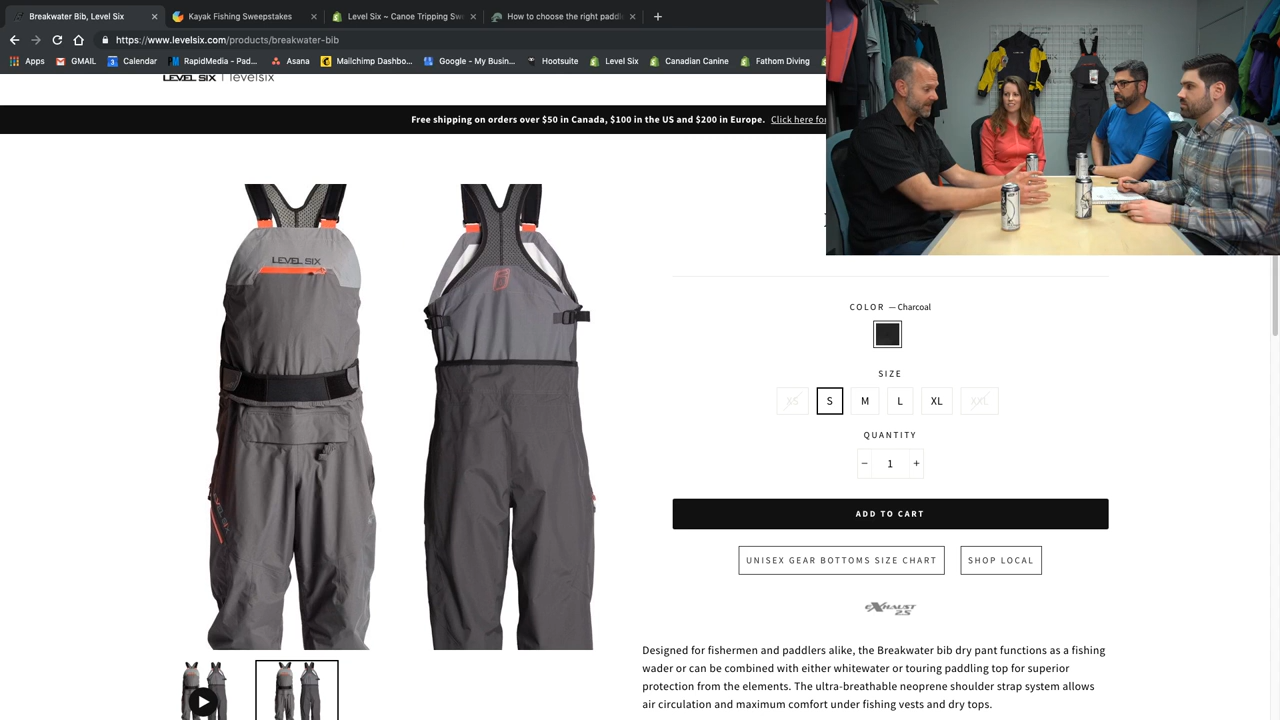 Breakwater Bib, Level Six
Kayak Fishing Sweepstakes
Level Six ~ Canoe Tripping Swe
How to choose the right paddl
https://www.levelsix.com/products/breakwater-bib
Apps
GMAIL
Calendar
RapidMedia - Pad...
Asana
Mailchimp Dashbo...
Google - My Busin...
Hootsuite
Level Six
Canadian Canine
Fathom Diving
LEVEL SIX | levelsix
Free shipping on orders over $50 in Canada, $100 in the US and $200 in Europe. Click here for
LEVEL SIX
COLOR — Charcoal
SIZE
XS S M L XL XXL
QUANTITY
− 1 +
ADD TO CART
UNISEX GEAR BOTTOMS SIZE CHART
SHOP LOCAL
EXHAUST
2.5
Designed for fishermen and paddlers alike, the Breakwater bib dry pant functions as a fishing
wader or can be combined with either whitewater or touring paddling top for superior
protection from the elements. The ultra-breathable neoprene shoulder strap system allows
air circulation and maximum comfort under fishing vests and dry tops.